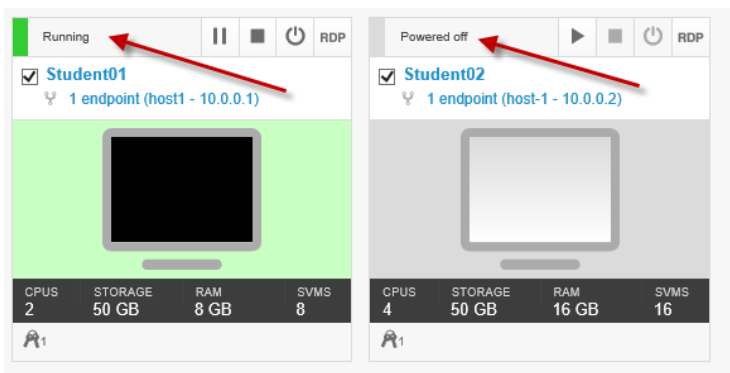 Running
RDP
Student01
1 endpoint (host1 - 10.0.0.1)
CPUS STORAGE RAM SVMS
2 50 GB 8 GB 8
1
Powered off
RDP
Student02
1 endpoint (host-1 - 10.0.0.2)
CPUS STORAGE RAM SVMS
4 50 GB 16 GB 16
1